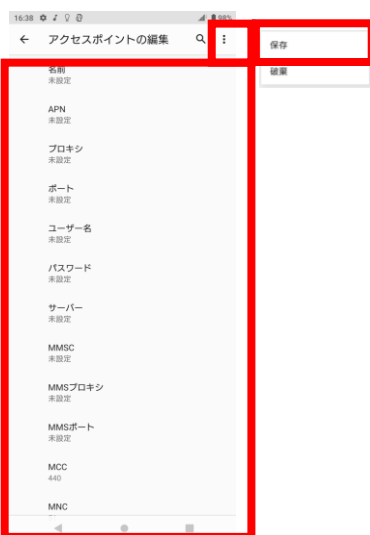 16:38
98%
アクセスポイントの編集
名前
未設定
APN
未設定
プロキシ
未設定
ポート
未設定
ユーザー名
未設定
パスワード
未設定
サーバー
未設定
MMSC
未設定
MMSプロキシ
未設定
MMSポート
未設定
MCC
440
MNC
保存
破棄